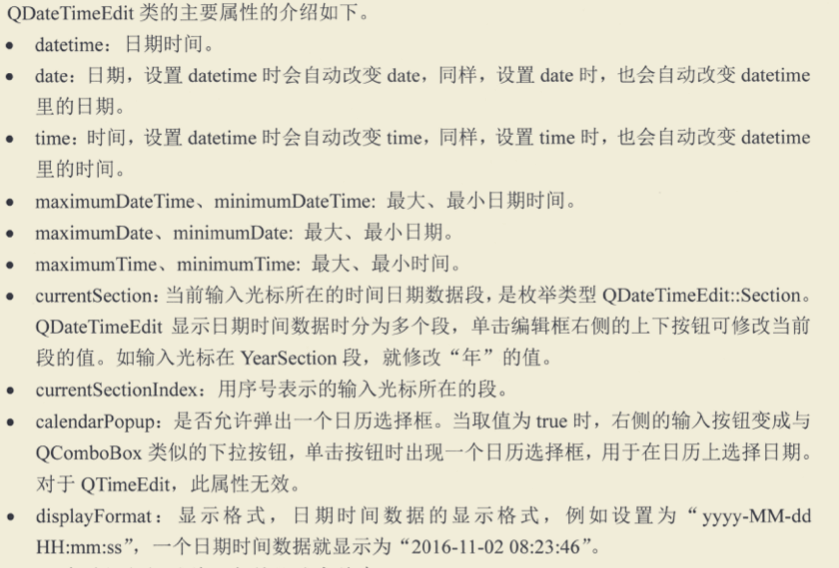 QDateTimeEdit 类的主要属性的介绍如下。
● datetime：日期时间。
● date：日期，设置 datetime 时会自动改变 date，同样，设置 date 时，也会自动改变 datetime
里的日期。
● time：时间，设置 datetime 时会自动改变 time，同样，设置 time 时，也会自动改变 datetime
里的时间。
● maximumDateTime、minimumDateTime: 最大、最小日期时间。
● maximumDate、minimumDate: 最大、最小日期。
● maximumTime、minimumTime: 最大、最小时间。
● currentSection：当前输入光标所在的时间日期数据段，是枚举类型 QDateTimeEdit::Section。
QDateTimeEdit 显示日期时间数据时分为多个段，单击编辑框右侧的上下按钮可修改当前
段的值。如输入光标在 YearSection 段，就修改“年”的值。
● currentSectionIndex：用序号表示的输入光标所在的段。
● calendarPopup：是否允许弹出一个日历选择框。当取值为 true 时，右侧的输入按钮变成与
QComboBox 类似的下拉按钮，单击按钮时出现一个日历选择框，用于在日历上选择日期。
对于 QTimeEdit，此属性无效。
● displayFormat：显示格式，日期时间数据的显示格式，例如设置为“yyyy-MM-dd
HH:mm:ss”，一个日期时间数据就显示为“2016-11-02 08:23:46”。